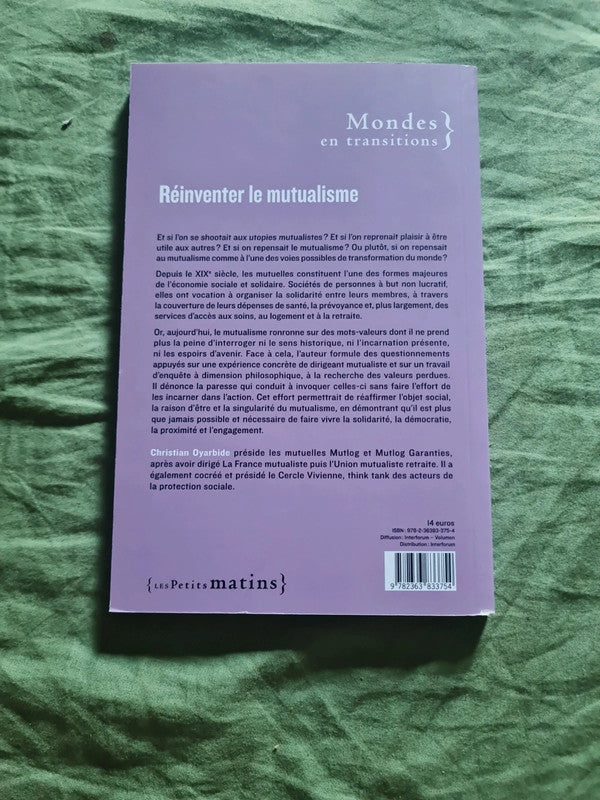 Mondes}
en transitions
Réinventer le mutualisme
Et si l'on se shootait aux utopies mutualistes ? Et si l'on reprenait plaisir à être
utile aux autres ? Et si on repensait le mutualisme ? Ou plutôt, si on repensait
au mutualisme comme à l'une des voies possibles de transformation du monde ?
Depuis le XIXe siècle, les mutuelles constituent l'une des formes majeures
de l'économie sociale et solidaire. Sociétés de personnes à but non lucratif,
elles ont vocation à organiser la solidarité entre leurs membres, à travers
la couverture de leurs dépenses de santé, la prévoyance et, plus largement, des
services d'accès aux soins, au logement et à la retraite.
Or, aujourd'hui, le mutualisme ronronne sur des mots-valeurs dont il ne prend
plus la peine d'interroger ni le sens historique, ni l'incarnation présente,
ni les espoirs d'avenir. Face à cela, l'auteur formule des questionnements
appuyés sur une expérience concrète de dirigeant mutualiste et sur un travail
d'enquête à dimension philosophique, à la recherche des valeurs perdues.
Il dénonce la paresse qui conduit à invoquer celles-ci sans faire l'effort de
les incarner dans l'action. Cet effort permettrait de réaffirmer l'objet social,
la raison d'être et la singularité du mutualisme, en démontrant qu'il est plus
que jamais possible et nécessaire de faire vivre la solidarité, la démocratie,
la proximité et l'engagement.
Christian Oyarbide préside les mutuelles Mutlog et Mutlog Garanties,
après avoir dirigé La France mutualiste puis l'Union mutualiste retraite. Il a
également cocréé et présidé le Cercle Vivienne, think tank des acteurs de
la protection sociale.
14 euros
ISBN : 978-2-36383-375-4
Diffusion : Interforum – Volumen
Distribution : Interforum
9 782363 833754
{LES Petits matins}